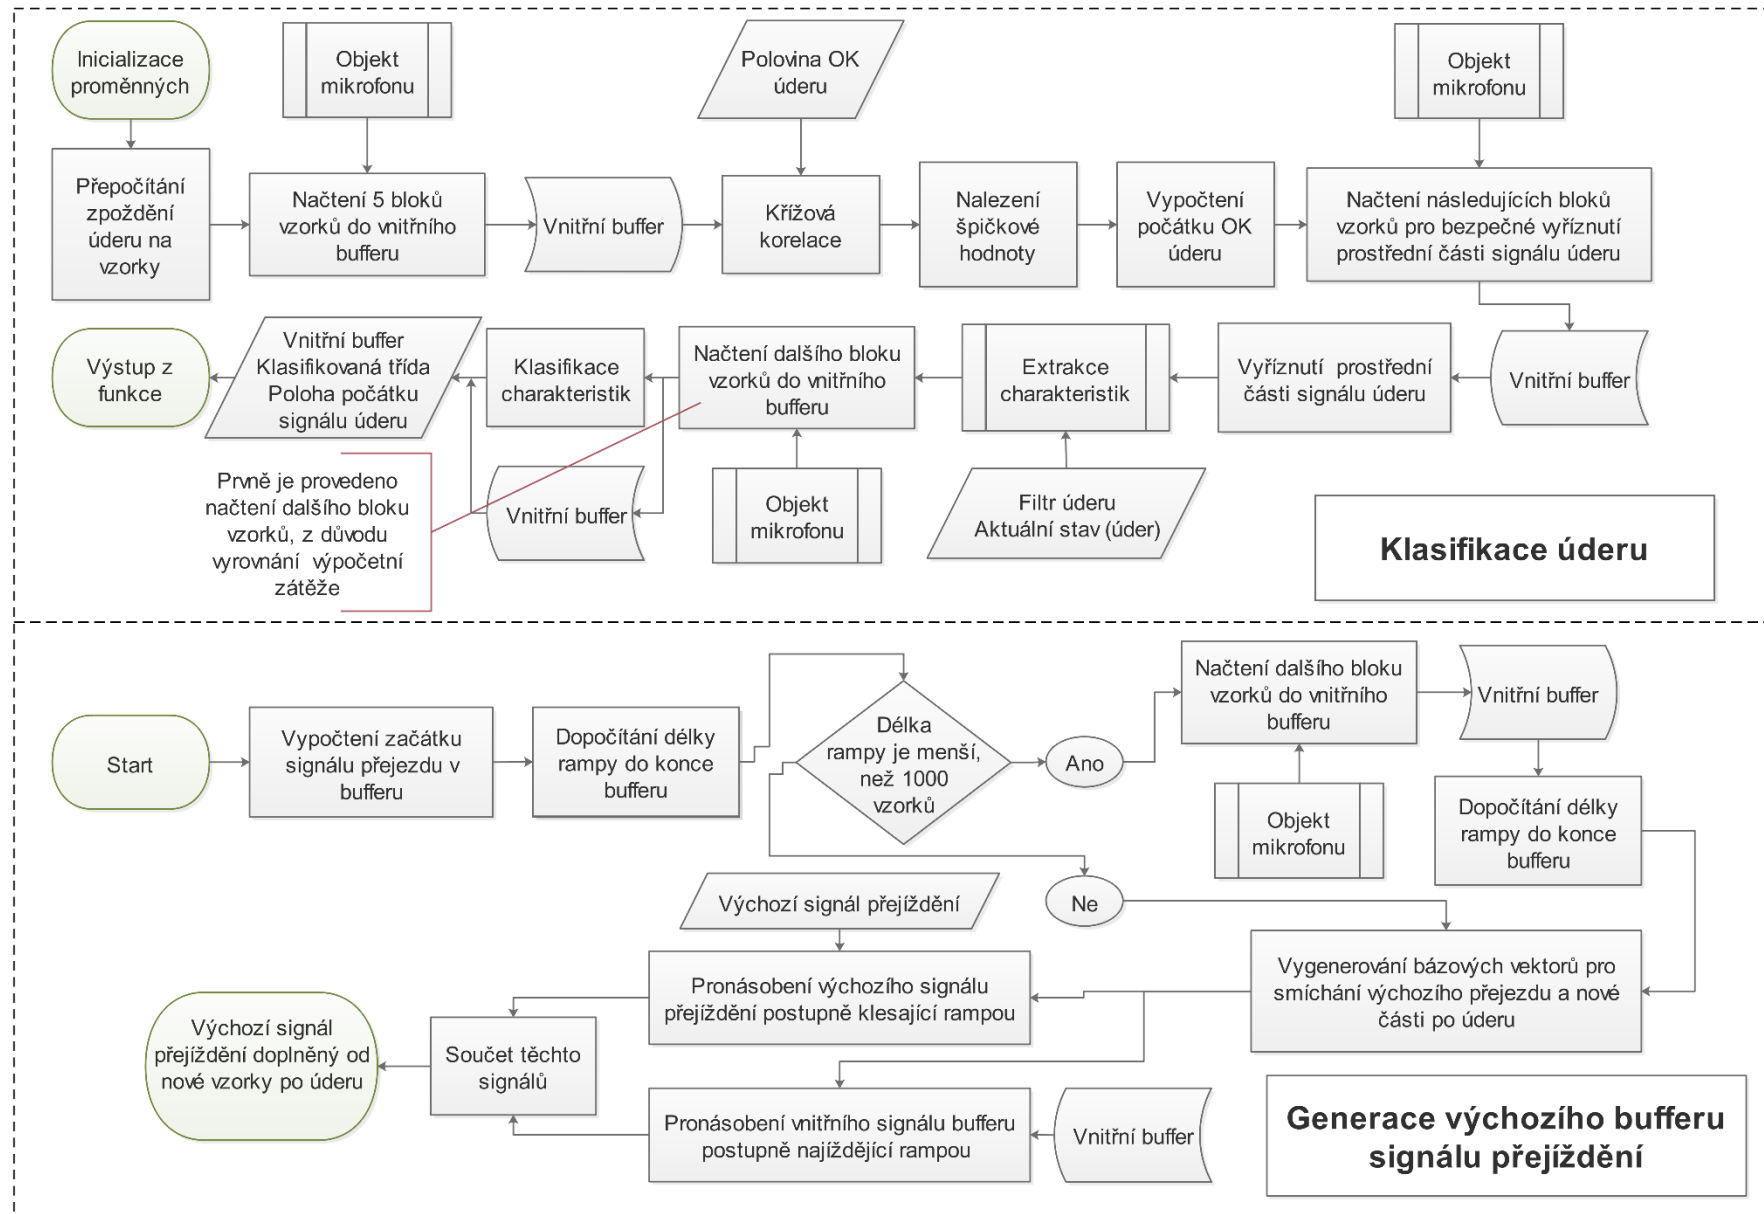 Inicializace
proměnných
Objekt
mikrofonu
Polovina OK
úderu
Objekt
mikrofonu
Přepočítání
zpoždění
úderu na
vzorky
Načtení 5 bloků
vzorků do vnitřního
bufferu
Vnitřní buffer
Křížová
korelace
Nalezení
špičkové
hodnoty
Vypočtení
počátku OK
úderu
Načtení následujících bloků
vzorků pro bezpečné vyříznutí
prostřední části signálu úderu
Výstup z
funkce
Vnitřní buffer
Klasifikovaná třída
Poloha počátku
signálu úderu
Klasifikace
charakteristik
Načtení dalšího bloku
vzorků do vnitřního
bufferu
Extrakce
charakteristik
Vyříznutí prostřední
části signálu úderu
Vnitřní buffer
Prvně je provedeno
načtení dalšího bloku
vzorků, z důvodu
vyrovnání výpočetní
zátěže
Vnitřní buffer
Objekt
mikrofonu
Filtr úderu
Aktuální stav (úder)
Klasifikace úderu
Start
Vypočtení začátku
signálu přejezdu v
bufferu
Dopočítání délky
rampy do konce
bufferu
Délka
rampy je menší,
než 1000
vzorků
Ano
Načtení dalšího bloku
vzorků do vnitřního
bufferu
Vnitřní buffer
Objekt
mikrofonu
Dopočítání délky
rampy do konce
bufferu
Ne
Výchozí signál přejíždění
Pronásobení výchozího signálu
přejíždění postupně klesající rampou
Vygenerování bázových vektorů pro
smíchání výchozího přejezdu a nové
části po úderu
Výchozí signál
přejíždění doplněný od
nové vzorky po úderu
Součet těchto
signálů
Pronásobení vnitřního signálu bufferu
postupně najíždějící rampou
Vnitřní buffer
Generace výchozího bufferu
signálu přejíždění